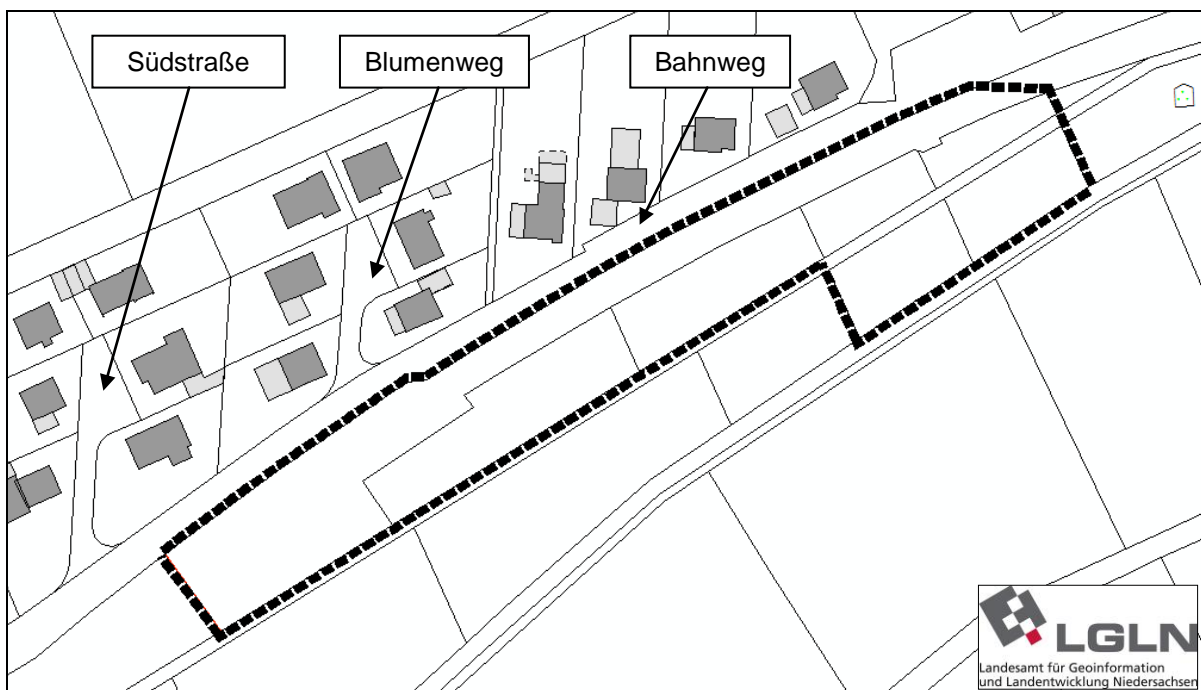 Südstraße
Blumenweg
Bahnweg
LGLN
Landesamt für Geoinformation
und Landentwicklung Niedersachsen